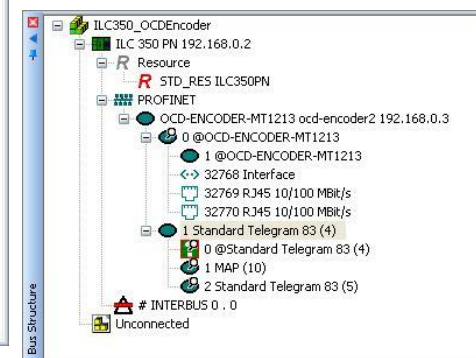 ILC350_OCDEncoder
ILC 350 PN 192.168.0.2
R Resource
R STD_RES ILC350PN
PROFINET
OCD-ENCODER-MT1213 ocd-encoder2 192.168.0.3
0 @OCD-ENCODER-MT1213
1 @OCD-ENCODER-MT1213
32768 Interface
32769 RJ45 10/100 MBit/s
32770 RJ45 10/100 MBit/s
1 Standard Telegram 83 (4)
0 @Standard Telegram 83 (4)
1 MAP (10)
2 Standard Telegram 83 (5)
# INTERBUS 0 . 0
Unconnected
Bus Structure